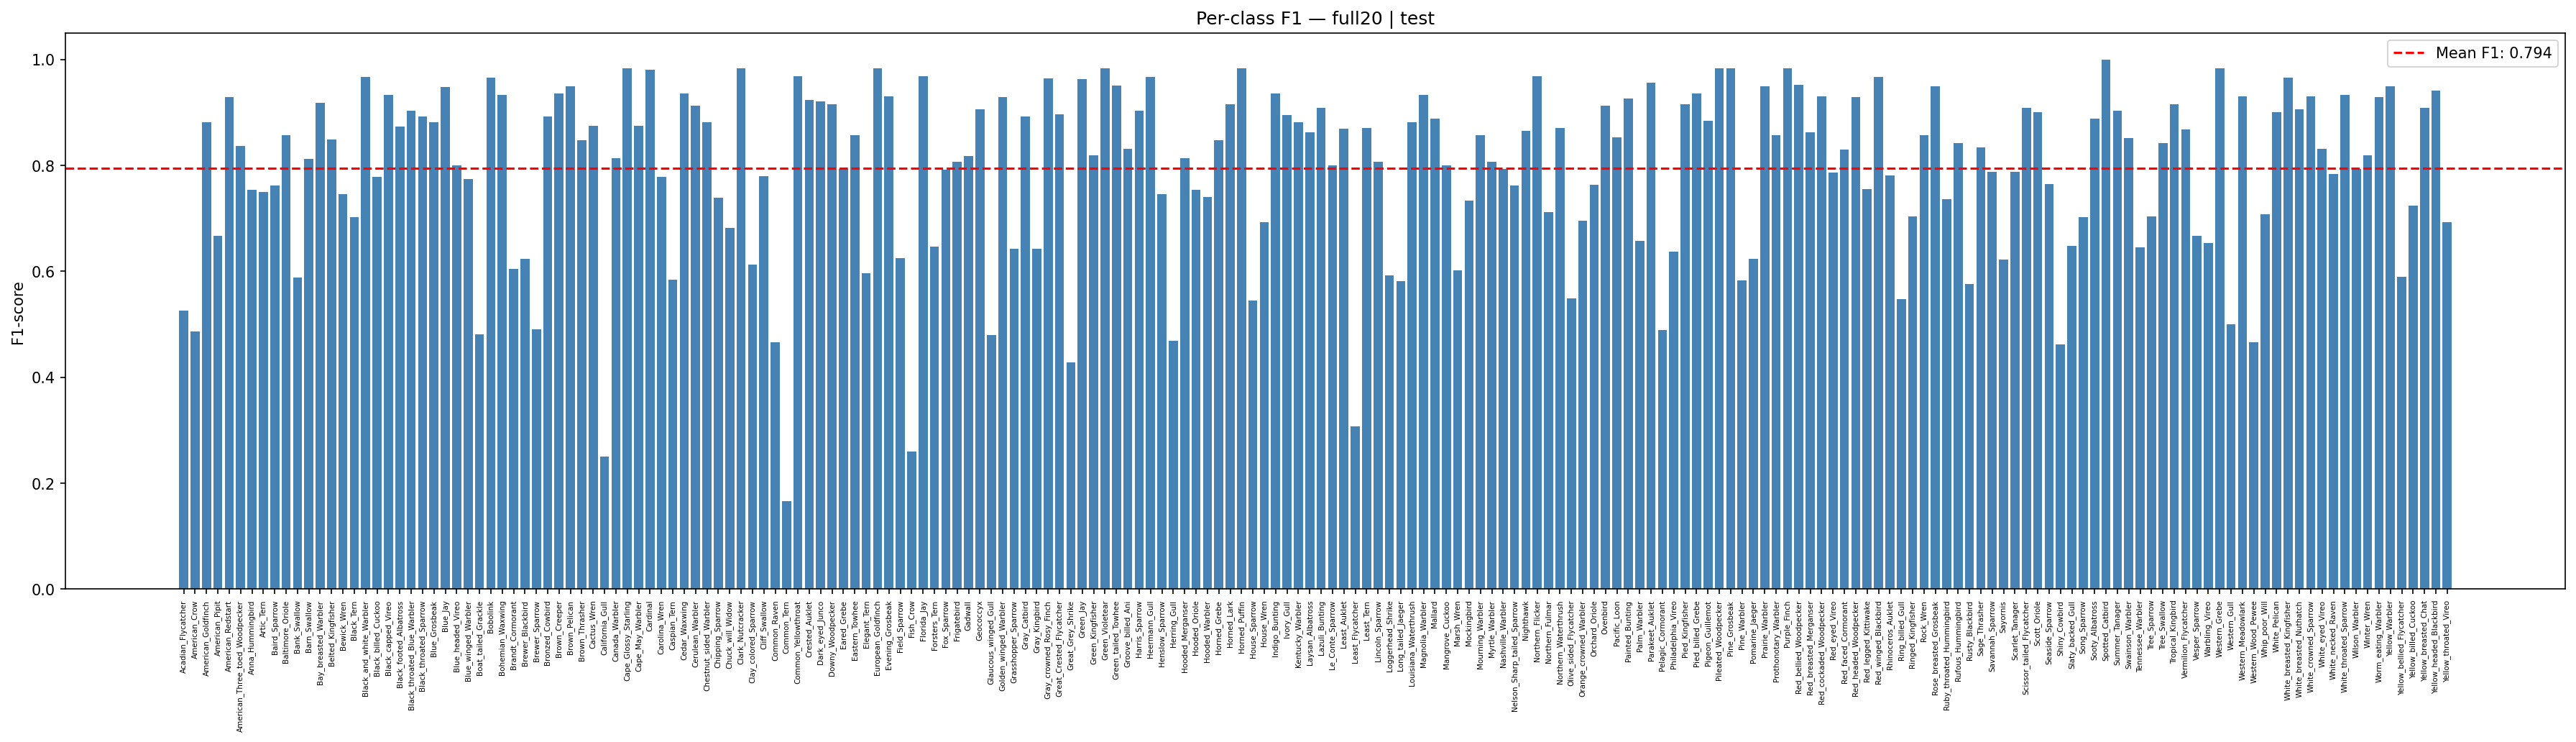 Per-class F1 — full20 | test
Mean F1: 0.794
F1-score
1.0
0.8
0.6
0.4
0.2
0.0
Acadian_Flycatcher
American_Crow
American_Goldfinch
American_Pipit
American_Redstart
American_Three_toed_Woodpecker
Anna_Hummingbird
Artic_Tern
Baird_Sparrow
Baltimore_Oriole
Bank_Swallow
Barn_Swallow
Bay_breasted_Warbler
Belted_Kingfisher
Bewick_Wren
Black_Tern
Black_and_white_Warbler
Black_billed_Cuckoo
Black_capped_Vireo
Black_footed_Albatross
Black_throated_Blue_Warbler
Black_throated_Sparrow
Blue_Grosbeak
Blue_Jay
Blue_headed_Vireo
Blue_winged_Warbler
Boat_tailed_Grackle
Bobolink
Bohemian_Waxwing
Brandt_Cormorant
Brewer_Blackbird
Brewer_Sparrow
Bronzed_Cowbird
Brown_Creeper
Brown_Pelican
Brown_Thrasher
Cactus_Wren
California_Gull
Canada_Warbler
Cape_Glossy_Starling
Cape_May_Warbler
Cardinal
Carolina_Wren
Caspian_Tern
Cedar_Waxwing
Cerulean_Warbler
Chestnut_sided_Warbler
Chipping_Sparrow
Chuck_will_Widow
Clark_Nutcracker
Clay_colored_Sparrow
Cliff_Swallow
Common_Raven
Common_Tern
Common_Yellowthroat
Crested_Auklet
Dark_eyed_Junco
Downy_Woodpecker
Eared_Grebe
Eastern_Towhee
Elegant_Tern
European_Goldfinch
Evening_Grosbeak
Field_Sparrow
Fish_Crow
Florida_Jay
Forsters_Tern
Fox_Sparrow
Frigatebird
Gadwall
Geococcyx
Glaucous_winged_Gull
Golden_winged_Warbler
Grasshopper_Sparrow
Gray_Catbird
Gray_Kingbird
Gray_crowned_Rosy_Finch
Great_Crested_Flycatcher
Great_Grey_Shrike
Green_Jay
Green_Kingfisher
Green_Violetear
Green_tailed_Towhee
Groove_billed_Ani
Harris_Sparrow
Heermann_Gull
Henslow_Sparrow
Herring_Gull
Hooded_Merganser
Hooded_Oriole
Hooded_Warbler
Horned_Grebe
Horned_Lark
Horned_Puffin
House_Sparrow
House_Wren
Indigo_Bunting
Ivory_Gull
Kentucky_Warbler
Laysan_Albatross
Lazuli_Bunting
Le_Conte_Sparrow
Least_Auklet
Least_Flycatcher
Least_Tern
Lincoln_Sparrow
Loggerhead_Shrike
Long_tailed_Jaeger
Louisiana_Waterthrush
Magnolia_Warbler
Mallard
Mangrove_Cuckoo
Marsh_Wren
Mockingbird
Mourning_Warbler
Myrtle_Warbler
Nashville_Warbler
Nelson_Sharp_tailed_Sparrow
Nighthawk
Northern_Flicker
Northern_Fulmar
Northern_Waterthrush
Olive_sided_Flycatcher
Orange_crowned_Warbler
Orchard_Oriole
Ovenbird
Pacific_Loon
Painted_Bunting
Palm_Warbler
Parakeet_Auklet
Pelagic_Cormorant
Philadelphia_Vireo
Pied_Kingfisher
Pied_billed_Grebe
Pigeon_Guillemot
Pileated_Woodpecker
Pine_Grosbeak
Pine_Warbler
Pomarine_Jaeger
Prairie_Warbler
Prothonotary_Warbler
Purple_Finch
Red_bellied_Woodpecker
Red_breasted_Merganser
Red_cockaded_Woodpecker
Red_eyed_Vireo
Red_faced_Cormorant
Red_headed_Woodpecker
Red_legged_Kittiwake
Red_winged_Blackbird
Rhinoceros_Auklet
Ring_billed_Gull
Ringed_Kingfisher
Rock_Wren
Rose_breasted_Grosbeak
Ruby_throated_Hummingbird
Rufous_Hummingbird
Rusty_Blackbird
Sage_Thrasher
Savannah_Sparrow
Sayornis
Scarlet_Tanager
Scissor_tailed_Flycatcher
Scott_Oriole
Seaside_Sparrow
Shiny_Cowbird
Slaty_backed_Gull
Song_Sparrow
Sooty_Albatross
Spotted_Catbird
Summer_Tanager
Swainson_Warbler
Tennessee_Warbler
Tree_Sparrow
Tree_Swallow
Tropical_Kingbird
Vermilion_Flycatcher
Vesper_Sparrow
Warbling_Vireo
Western_Grebe
Western_Gull
Western_Meadowlark
Western_Wood_Pewee
Whip_poor_Will
White_Pelican
White_breasted_Kingfisher
White_breasted_Nuthatch
White_crowned_Sparrow
White_eyed_Vireo
White_necked_Raven
White_throated_Sparrow
Wilson_Warbler
Winter_Wren
Worm_eating_Warbler
Yellow_Warbler
Yellow_bellied_Flycatcher
Yellow_billed_Cuckoo
Yellow_breasted_Chat
Yellow_headed_Blackbird
Yellow_throated_Vireo